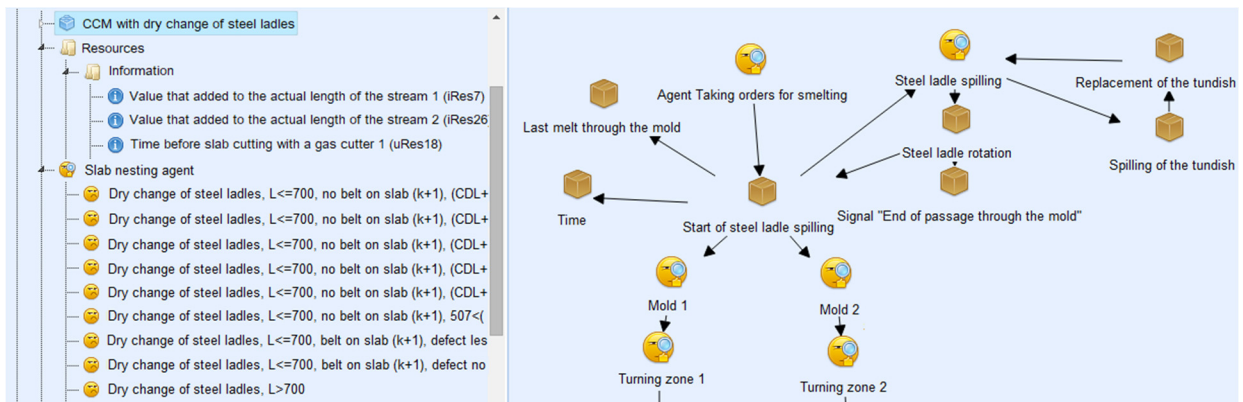 CCM with dry change of steel ladles
Resources
Information
Value that added to the actual length of the stream 1 (iRes7)
Value that added to the actual length of the stream 2 (iRes26
Time before slab cutting with a gas cutter 1 (uRes18)
Slab nesting agent
Dry change of steel ladles, L<=700, no belt on slab (k+1), (CDL+
Dry change of steel ladles, L<=700, no belt on slab (k+1), (CDL+
Dry change of steel ladles, L<=700, no belt on slab (k+1), (CDL+
Dry change of steel ladles, L<=700, no belt on slab (k+1), (CDL+
Dry change of steel ladles, L<=700, no belt on slab (k+1), (CDL+
Dry change of steel ladles, L<=700, no belt on slab (k+1), 507<(
Dry change of steel ladles, L<=700, belt on slab (k+1), defect les
Dry change of steel ladles, L<=700, belt on slab (k+1), defect no
Dry change of steel ladles, L>700
Steel ladle spilling
Replacement of the tundish
Agent Taking orders for smelting
Last melt through the mold
Steel ladle rotation
Spilling of the tundish
Time
Start of steel ladle spilling
Signal "End of passage through the mold"
Mold 1
Mold 2
Turning zone 1
Turning zone 2